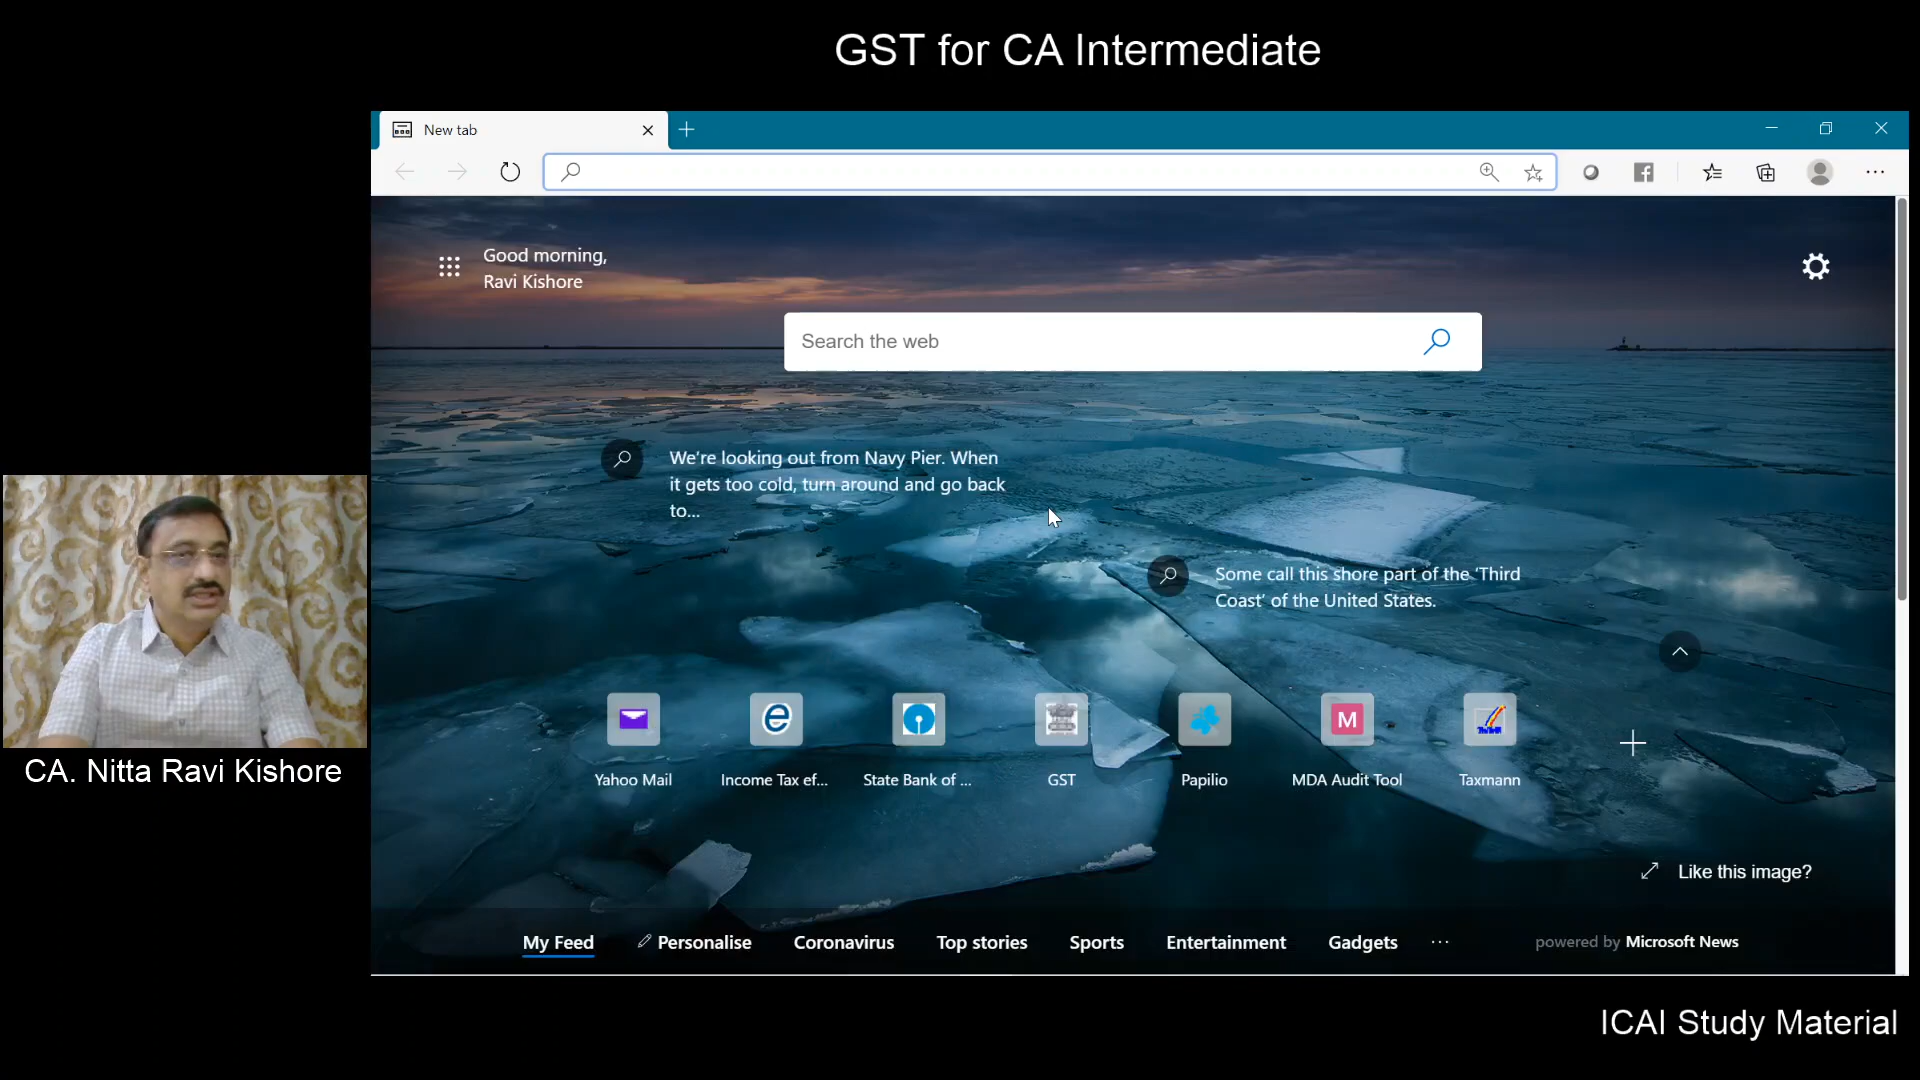 GST for CA Intermediate
New tab
Good morning,
Ravi Kishore
Search the web
We're looking out from Navy Pier. When
it gets too cold, turn around and go back
to...
Some call this shore part of the 'Third
Coast' of the United States.
Yahoo Mail
Income Tax ef...
State Bank of ...
GST
Papilio
M
MDA Audit Tool
Taxmann
CA. Nitta Ravi Kishore
Like this image?
My Feed
Personalise
Coronavirus
Top stories
Sports
Entertainment
Gadgets
...
powered by Microsoft News
ICAI Study Material